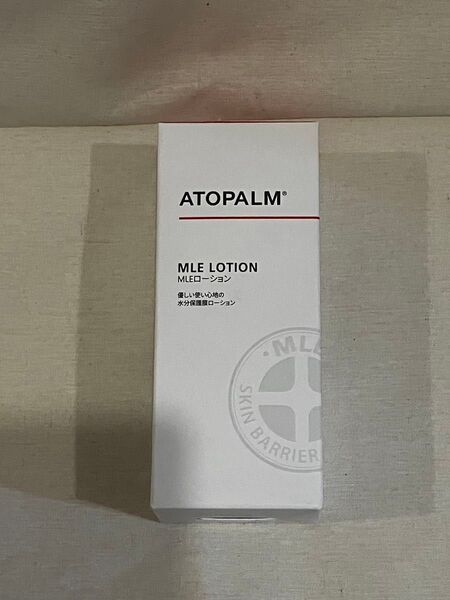 ATOPALM®
MLE LOTION
MLEローション
優しい使い心地の
水分保護膜ローション
·MLE
SKIN BARRIER